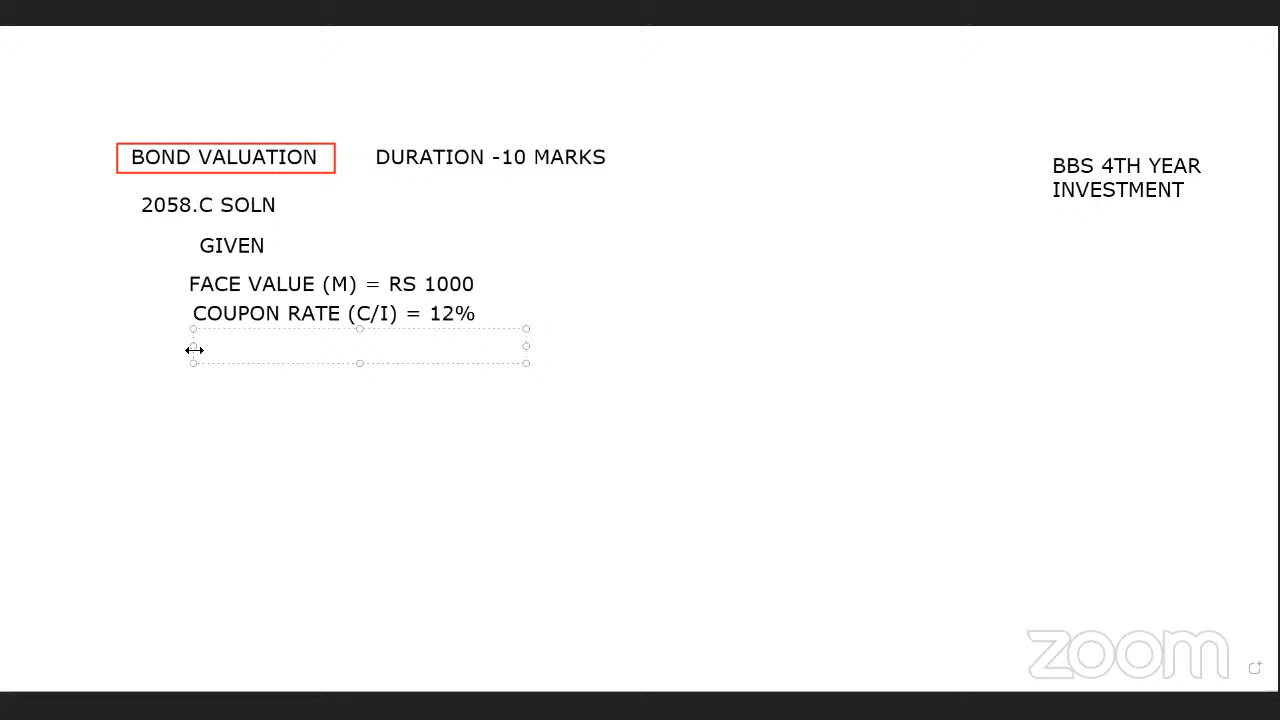 BOND VALUATION DURATION -10 MARKS
BBS 4TH YEAR
INVESTMENT
2058.C SOLN
GIVEN
FACE VALUE (M) = RS 1000
COUPON RATE (C/I) = 12%
zoom